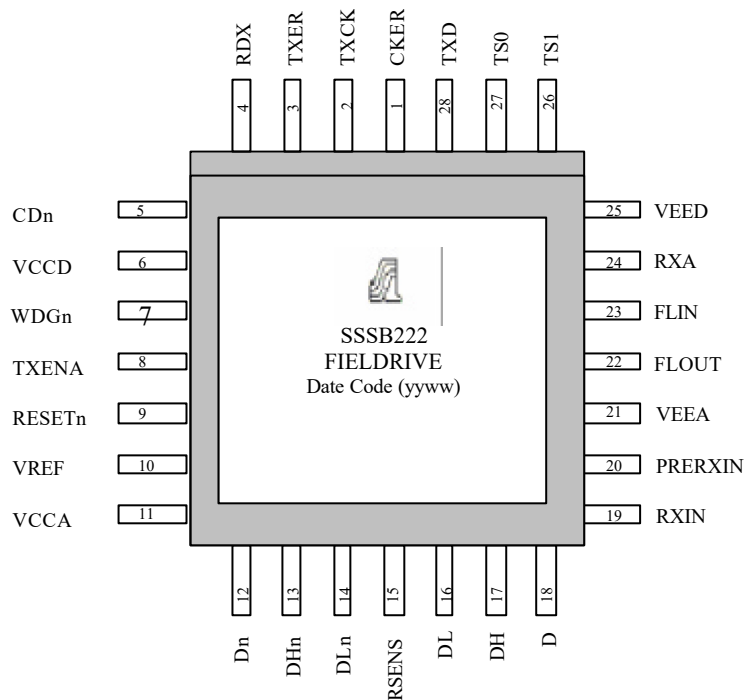 RDX
TXER
TXCK
CKER
TXD
TS0
TS1
4
3
2
1
28
27
26
CDn
5
25
VEED
VCCD
6
24
RXA
WDGn
7
23
FLIN
TXENA
8
22
FLOUT
RESETn
9
21
VEEA
VREF
10
20
PRERXIN
VCCA
11
19
RXIN
SSSB222
FIELDRIVE
Date Code (yyww)
12
13
14
15
16
17
18
Dn
DHn
DLn
RSENS
DL
DH
D